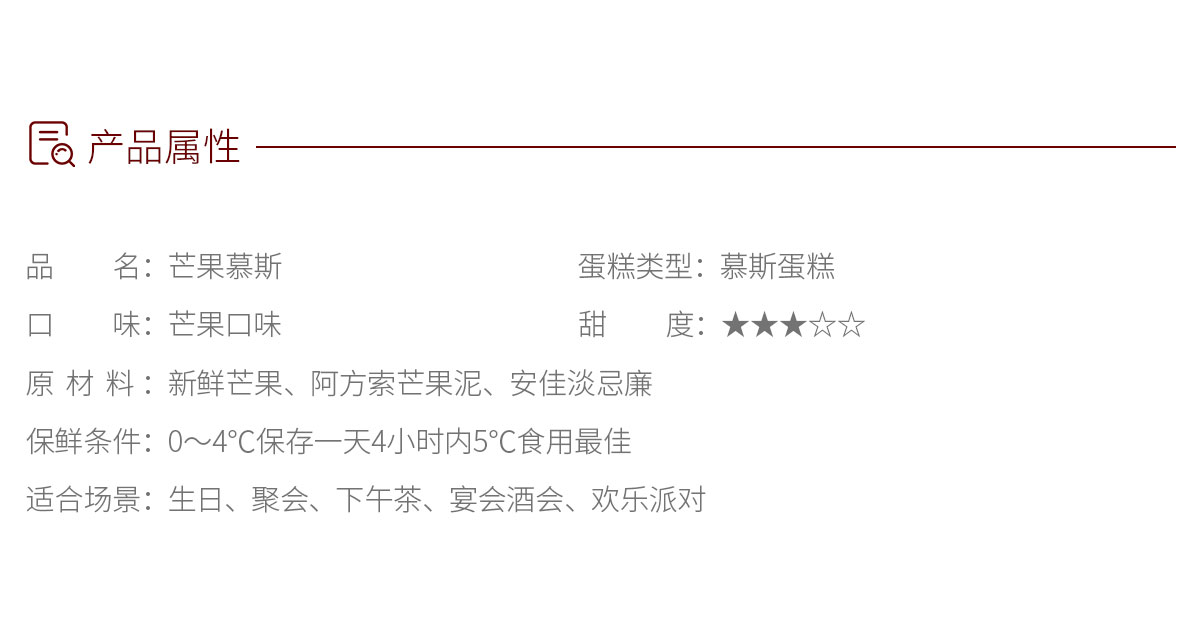 产品属性
品名：芒果慕斯 蛋糕类型：慕斯蛋糕
口味：芒果口味 甜度：★★★☆☆
原材料：新鲜芒果、阿方索芒果泥、安佳淡忌廉
保鲜条件：0～4℃保存一天4小时内5℃食用最佳
适合场景：生日、聚会、下午茶、宴会酒会、欢乐派对